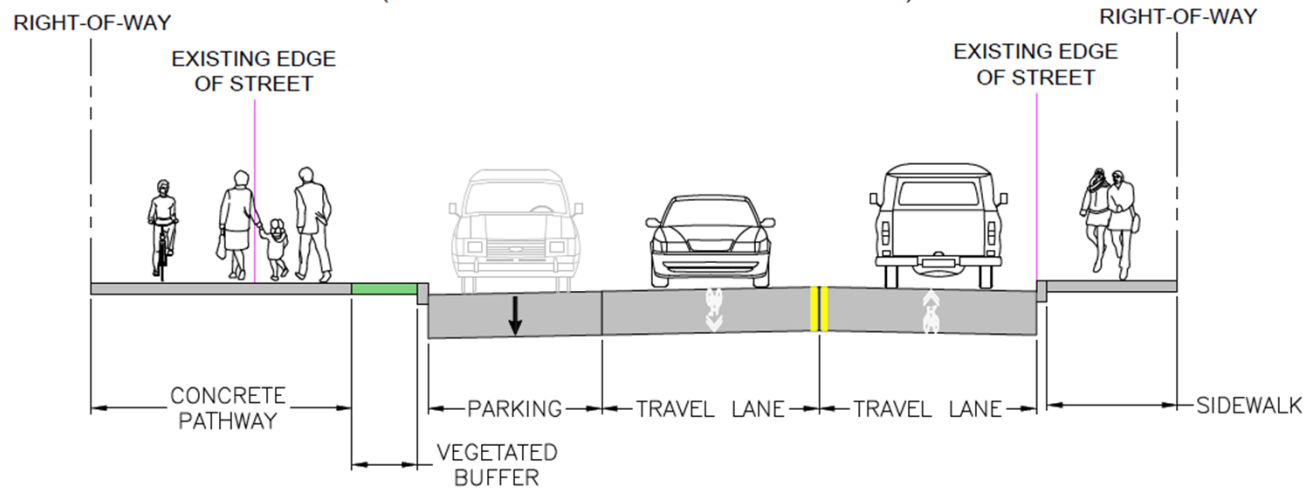 RIGHT-OF-WAY
RIGHT-OF-WAY
EXISTING EDGE
OF STREET
EXISTING EDGE
OF STREET
CONCRETE
PATHWAY
PARKING
TRAVEL LANE
TRAVEL LANE
SIDEWALK
VEGETATED
BUFFER